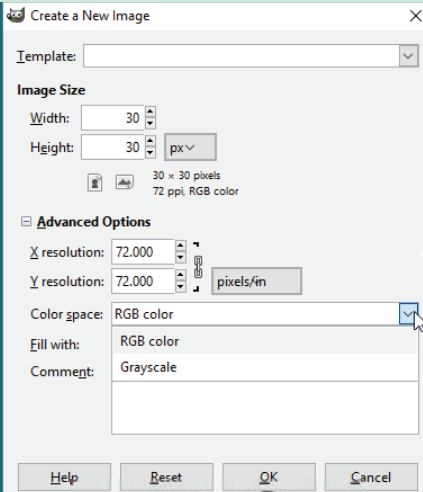 Create a New Image
Template:
Image Size
Width: 30
Height: 30 px
30 × 30 pixels
72 ppi, RGB color
Advanced Options
X resolution: 72.000
Y resolution: 72.000 pixels/in
Color space: RGB color
Fill with: RGB color
Comment: Grayscale
Help Reset OK Cancel